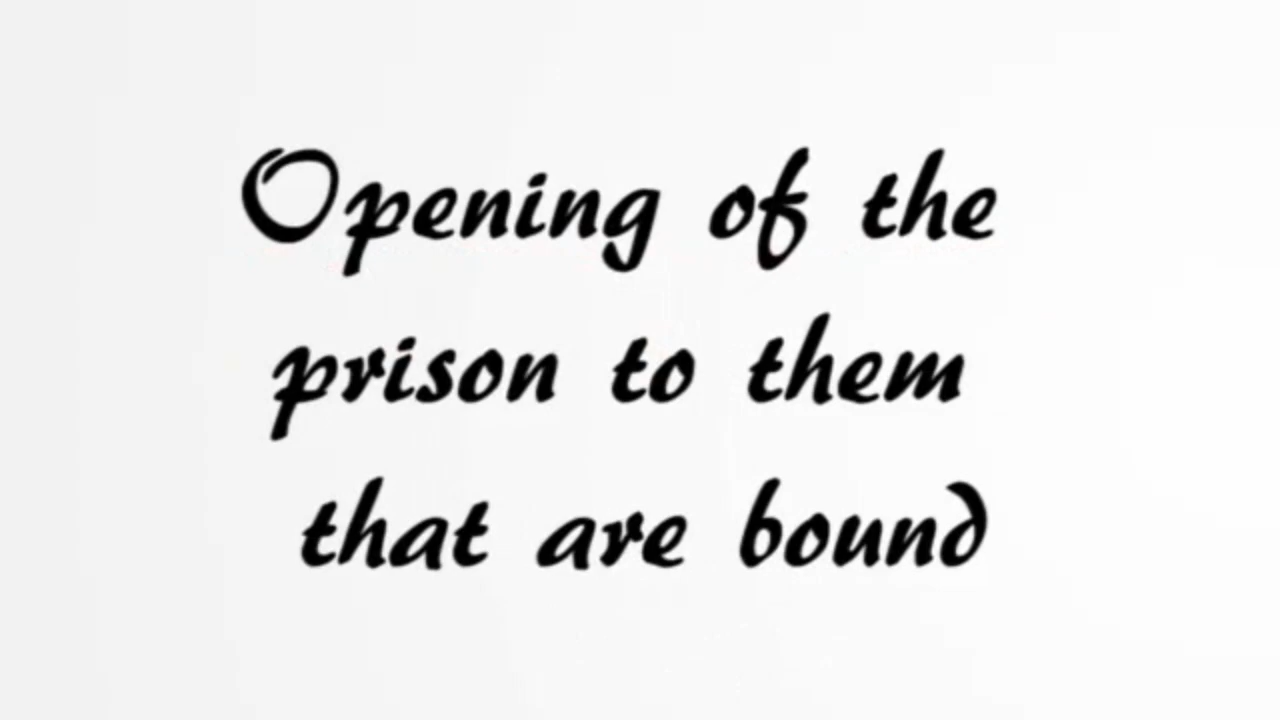 Opening of the
prison to them
that are bound